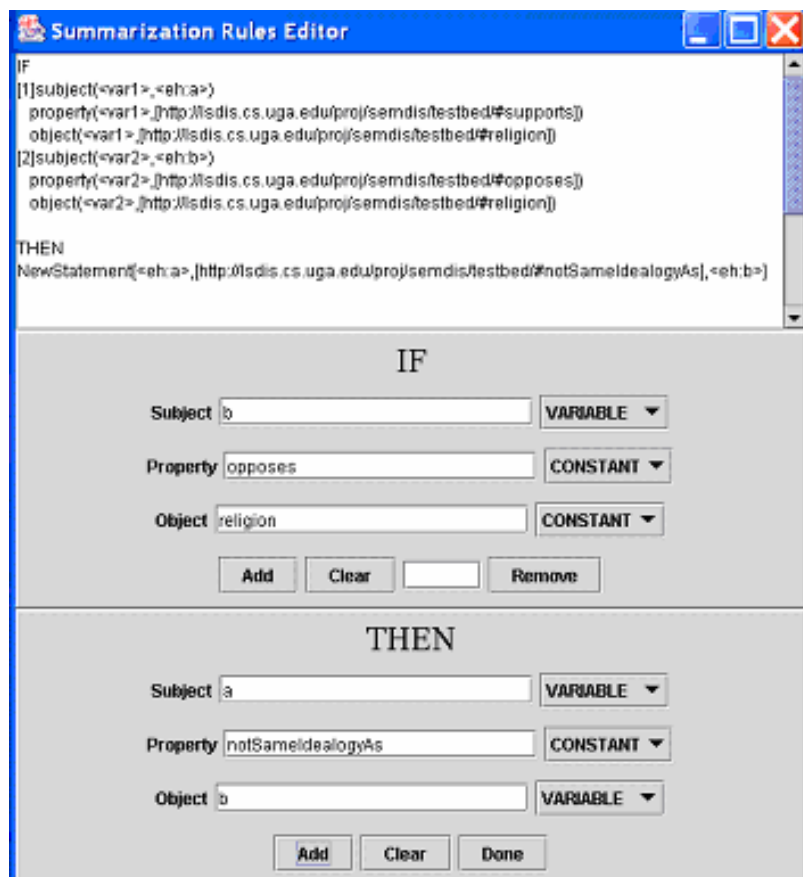 Summarization Rules Editor
IF
[1]subject(<var1>,<eh:a>)
property(<var1>,[http://lsdis.cs.uga.edu/proj/semdis/testbed/#supports])
object(<var1>,[http://lsdis.cs.uga.edu/proj/semdis/testbed/#religion])
[2]subject(<var2>,<eh:b>)
property(<var2>,[http://lsdis.cs.uga.edu/proj/semdis/testbed/#opposes])
object(<var2>,[http://lsdis.cs.uga.edu/proj/semdis/testbed/#religion])
THEN
NewStatement[<eh:a>,[http://lsdis.cs.uga.edu/proj/semdis/testbed/#notSameIdealogyAs],<eh:b>]
IF
Subject b VARIABLE
Property opposes CONSTANT
Object religion CONSTANT
Add Clear Remove
THEN
Subject a VARIABLE
Property notSameIdealogyAs CONSTANT
Object b VARIABLE
Add Clear Done